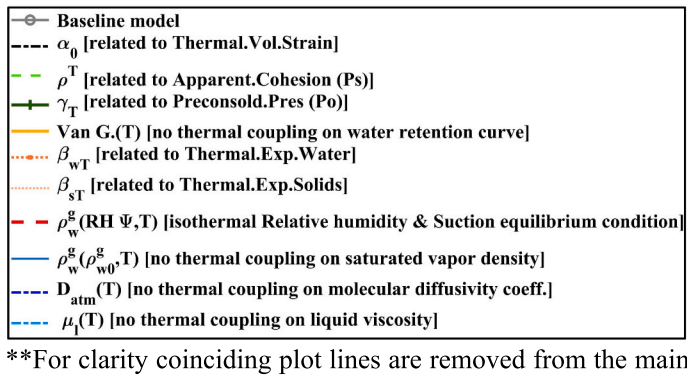 Baseline model
α0 [related to Thermal.Vol.Strain]
ρT [related to Apparent.Cohesion (Ps)]
γT [related to Preconsold.Pres (Po)]
Van G.(T) [no thermal coupling on water retention curve]
βwT [related to Thermal.Exp.Water]
βsT [related to Thermal.Exp.Solids]
ρgw(RH Ψ,T) [isothermal Relative humidity & Suction equilibrium condition]
ρgw(ρgw0,T) [no thermal coupling on saturated vapor density]
Datm(T) [no thermal coupling on molecular diffusivity coeff.]
μl(T) [no thermal coupling on liquid viscosity]
**For clarity coinciding plot lines are removed from the main